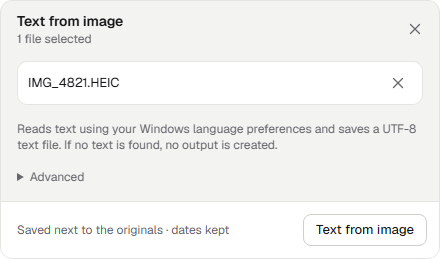 Text from image
1 file selected
IMG_4821.HEIC
Reads text using your Windows language preferences and saves a UTF-8
text file. If no text is found, no output is created.
Advanced
Saved next to the originals · dates kept
Text from image